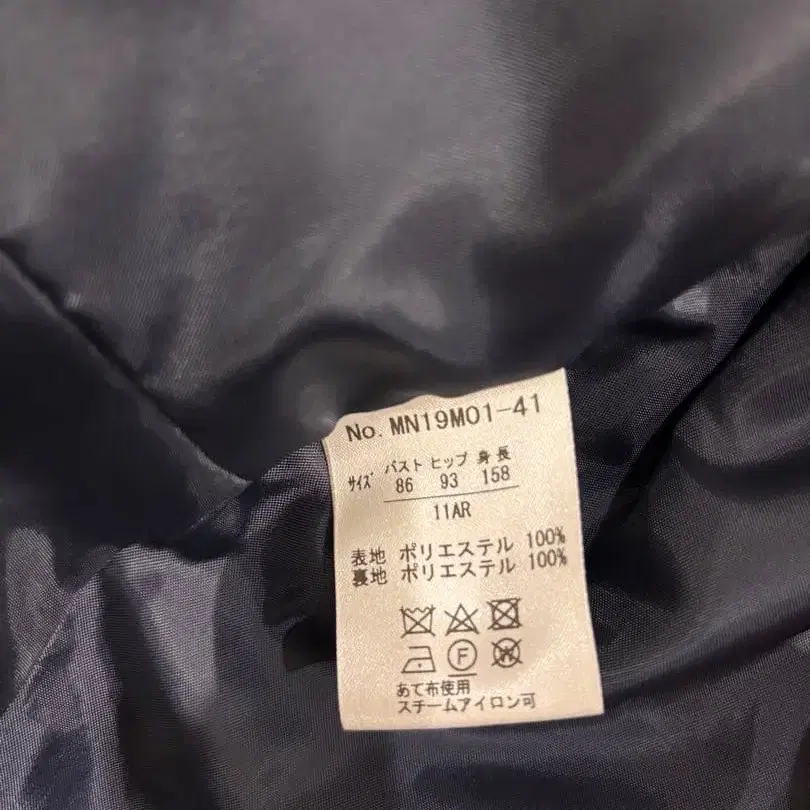 No. MN19M01-41
バスト ヒップ 身長
サイズ 86 93 158
11AR
表地 ポリエステル 100%
裏地 ポリエステル 100%
F W
あて布使用
スチームアイロン可